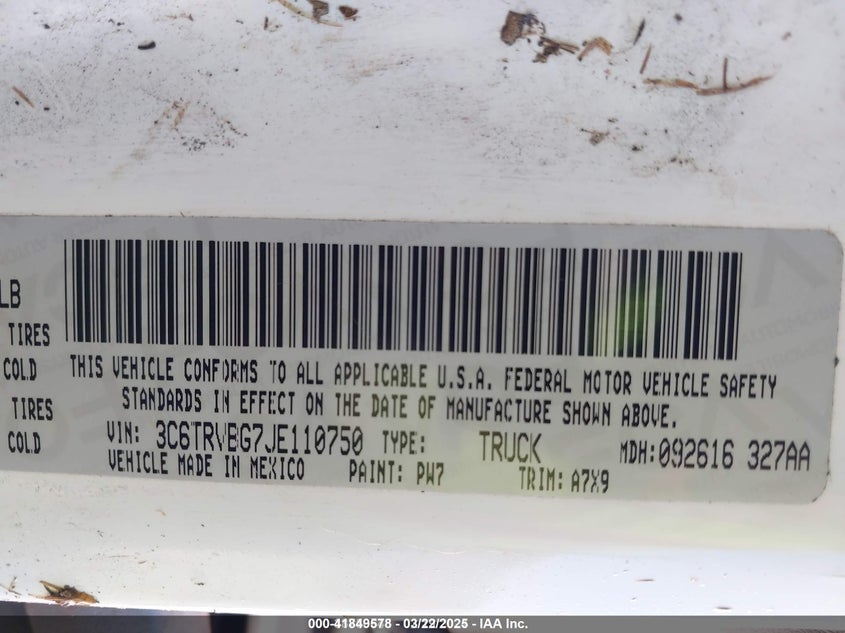 LB
TIRES
COLD
TIRES
COLD
THIS VEHICLE CONFORMS TO ALL APPLICABLE U.S.A. FEDERAL MOTOR VEHICLE SAFETY
STANDARDS IN EFFECT ON THE DATE OF MANUFACTURE SHOWN ABOVE.
VIN: 3C6TRVBG7JE110750 TYPE: TRUCK MDH:092616 327AA
VEHICLE MADE IN MEXICO PAINT: PW7 TRIM: A7X9
000-41849578 - 03/22/2025 - IAA Inc.